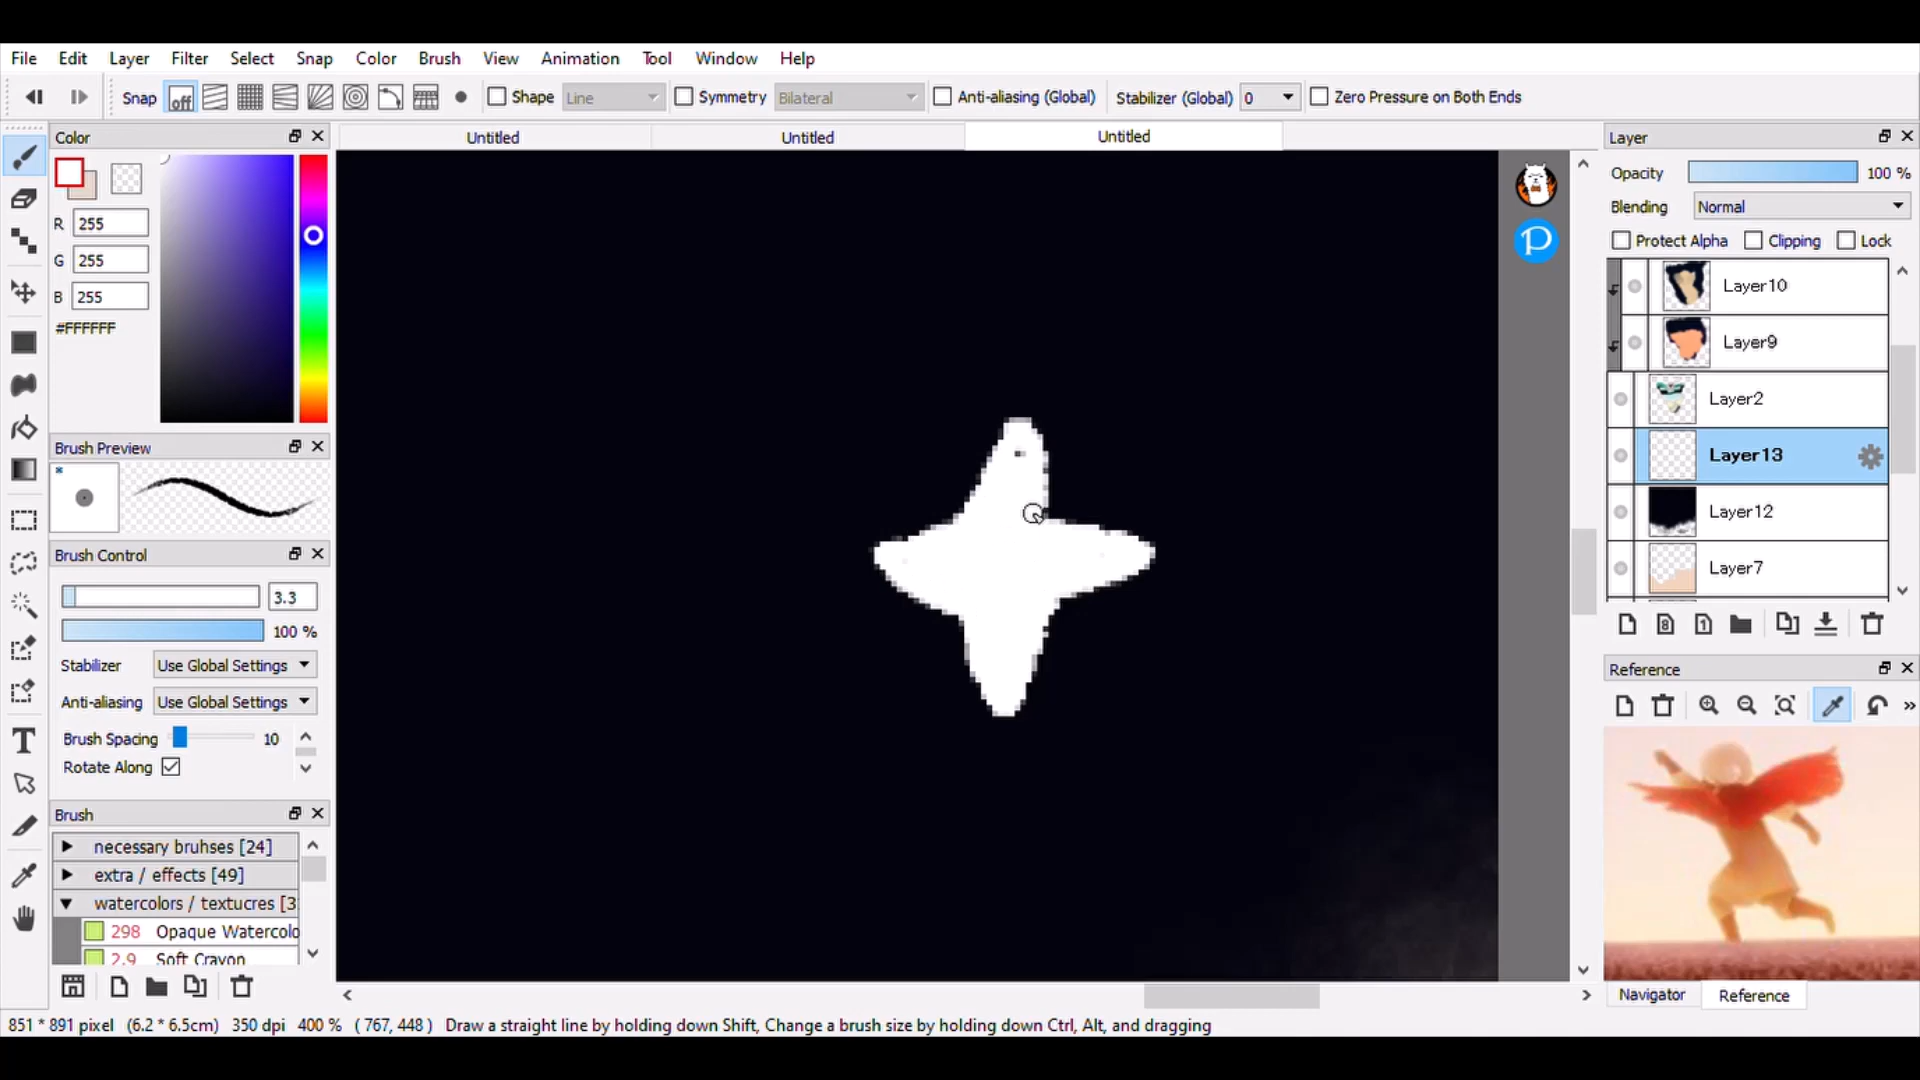 File Edit Layer Filter Select Snap Color Brush View Animation Tool Window Help
Snap off Shape Line Symmetry Bilateral Anti-aliasing (Global) Stabilizer (Global) 0 Zero Pressure on Both Ends
Color
Untitled Untitled Untitled
Layer
R 255
G 255
B 255
#FFFFFF
Opacity 100 %
Blending Normal
Protect Alpha Clipping Lock
Layer10
Layer9
Layer2
Layer13
Layer12
Layer7
8 1
Brush Preview
*
Brush Control
3.3
100 %
Stabilizer Use Global Settings
Anti-aliasing Use Global Settings
Brush Spacing 10
Rotate Along
Brush
necessary bruhses [24]
extra / effects [49]
watercolors / textucres [3
298 Opaque Watercolo
2.9 Soft Crayon
P
Reference
»
Navigator Reference
851 * 891 pixel (6.2 * 6.5cm) 350 dpi 400 % ( 767, 448 ) Draw a straight line by holding down Shift, Change a brush size by holding down Ctrl, Alt, and dragging